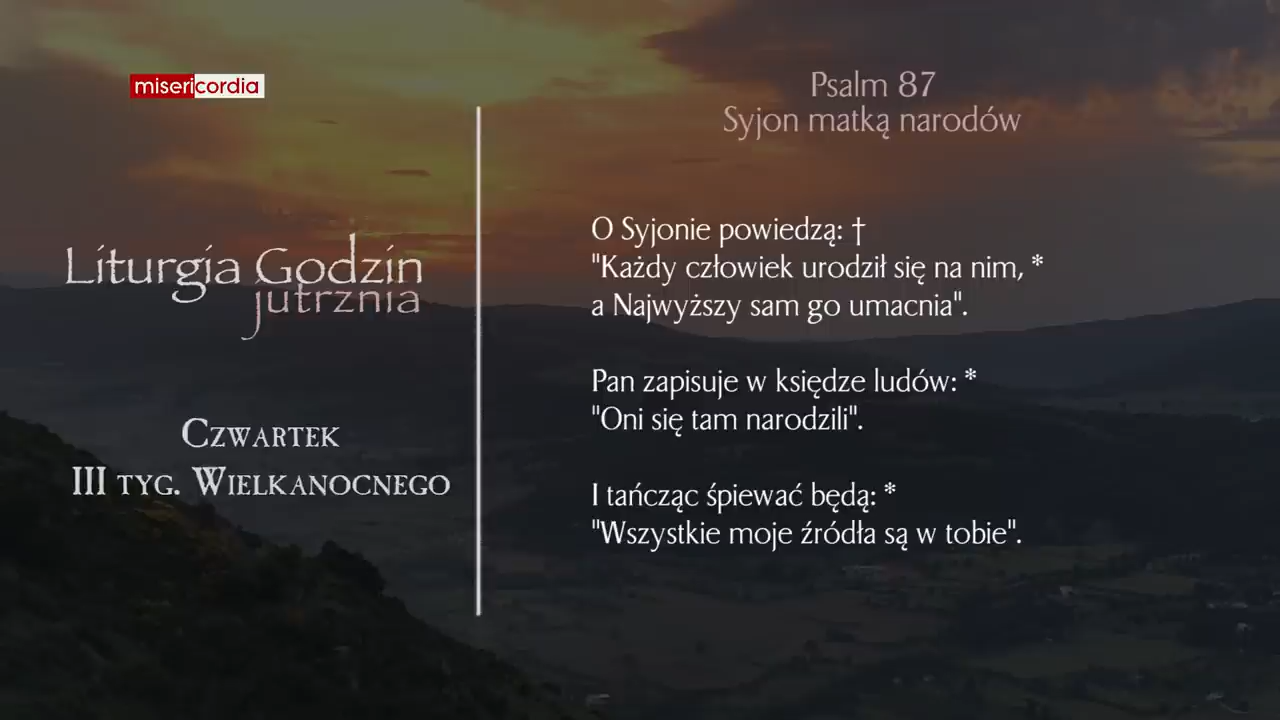 misericordia
Liturgia Godzin
jutrznia
Czwartek
III tyg. Wielkanocnego
Psalm 87
Syjon matką narodów
O Syjonie powiedzą: †
"Każdy człowiek urodził się na nim, *
a Najwyższy sam go umacnia".
Pan zapisuje w księdze ludów: *
"Oni się tam narodzili".
I tańcząc śpiewać będą: *
"Wszystkie moje źródła są w tobie".